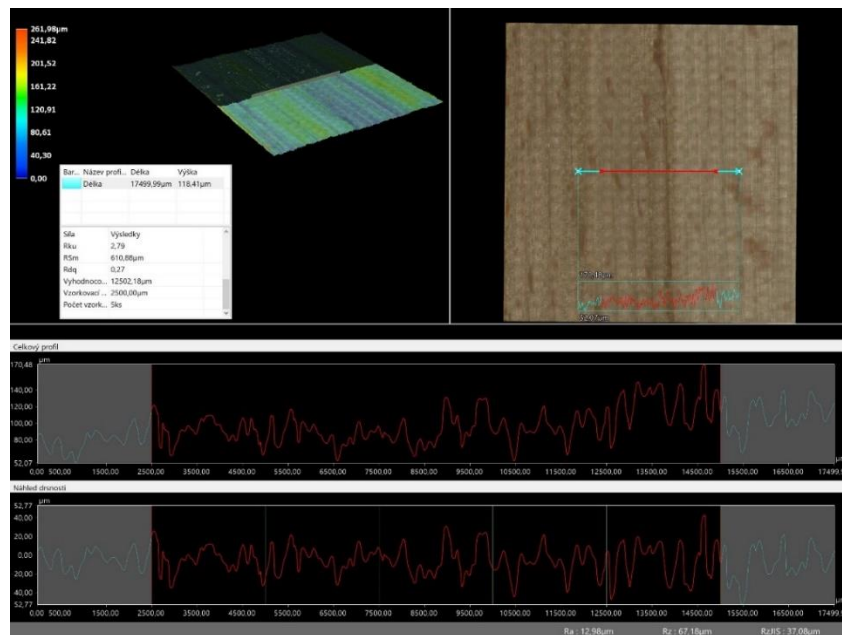 261,98µm
241,82
201,52
161,22
120,91
80,61
40,30
0,00
Bar... Název profi... Délka Výška
Délka 17499,99µm 118,41µm
Síla Výsledky
Rku 2,79
RSm 610,88µm
Rdq 0,27
Vyhodnoco... 12502,18µm
Vzorkovací ... 2500,00µm
Počet vzork... 5ks
Celkový profil
µm
170,48
140,00
120,00
100,00
80,00
52,07
0,00 500,00 1500,00 2500,00 3500,00 4500,00 5500,00 6500,00 7500,00 8500,00 9500,00 10500,00 11500,00 12500,00 13500,00 14500,00 15500,00 16500,00 17499,9
Náhled drsnosti
µm
52,77
40,00
20,00
0,00
20,00
40,00
52,77
0,00 500,00 1500,00 2500,00 3500,00 4500,00 5500,00 6500,00 7500,00 8500,00 9500,00 10500,00 11500,00 12500,00 13500,00 14500,00 15500,00 16500,00 17499,9
Ra : 12,98µm Rz : 67,18µm RzJIS : 37,08µm